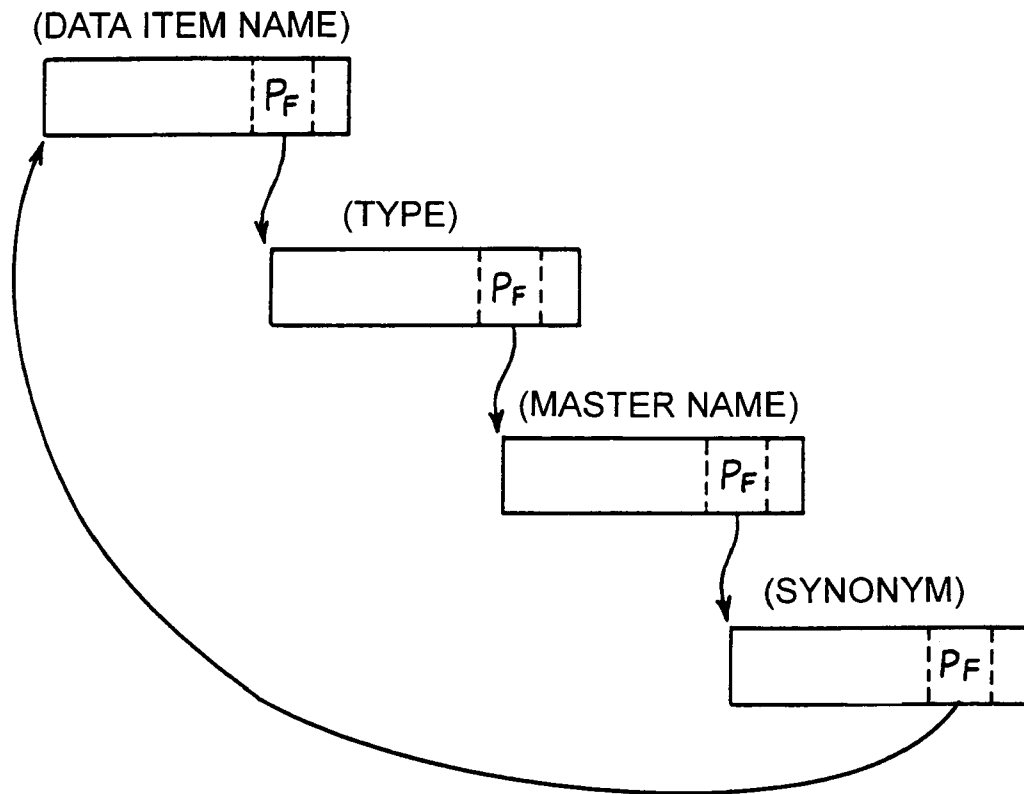 (DATA ITEM NAME)
PF
(TYPE)
PF
(MASTER NAME)
PF
(SYNONYM)
PF